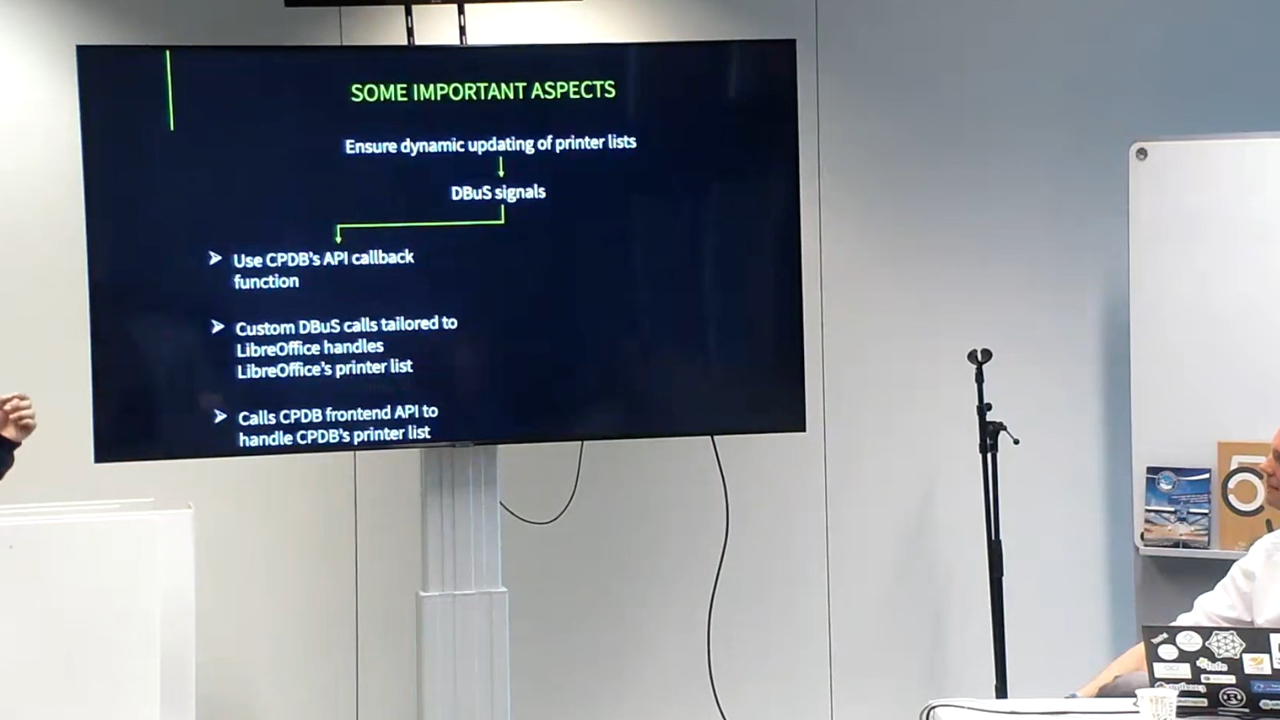 SOME IMPORTANT ASPECTS
Ensure dynamic updating of printer lists
DBuS signals
➢ Use CPDB's API callback
function
➢ Custom DBuS calls tailored to
LibreOffice handles
LibreOffice's printer list
➢ Calls CPDB frontend API to
handle CPDB's printer list